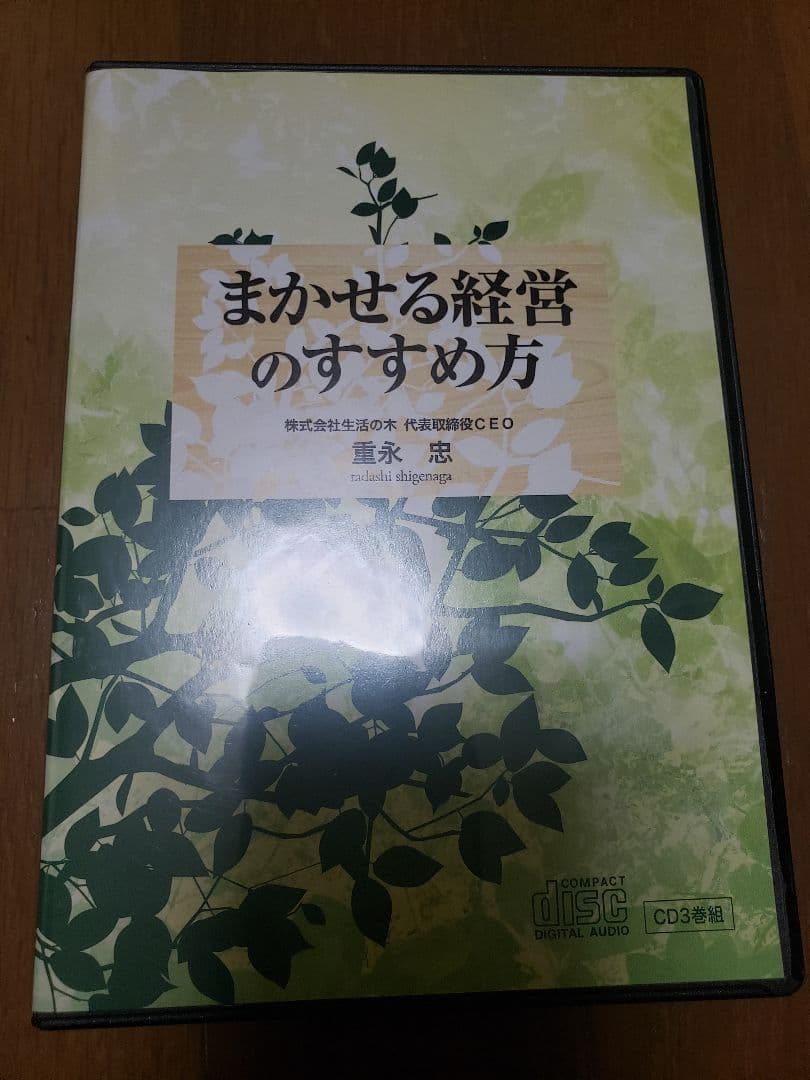 まかせる経営
のすすめ方
株式会社生活の木 代表取締役CEO
重永 忠
tadashi shigenaga
COMPACT
disc
DIGITAL AUDIO
CD3巻組